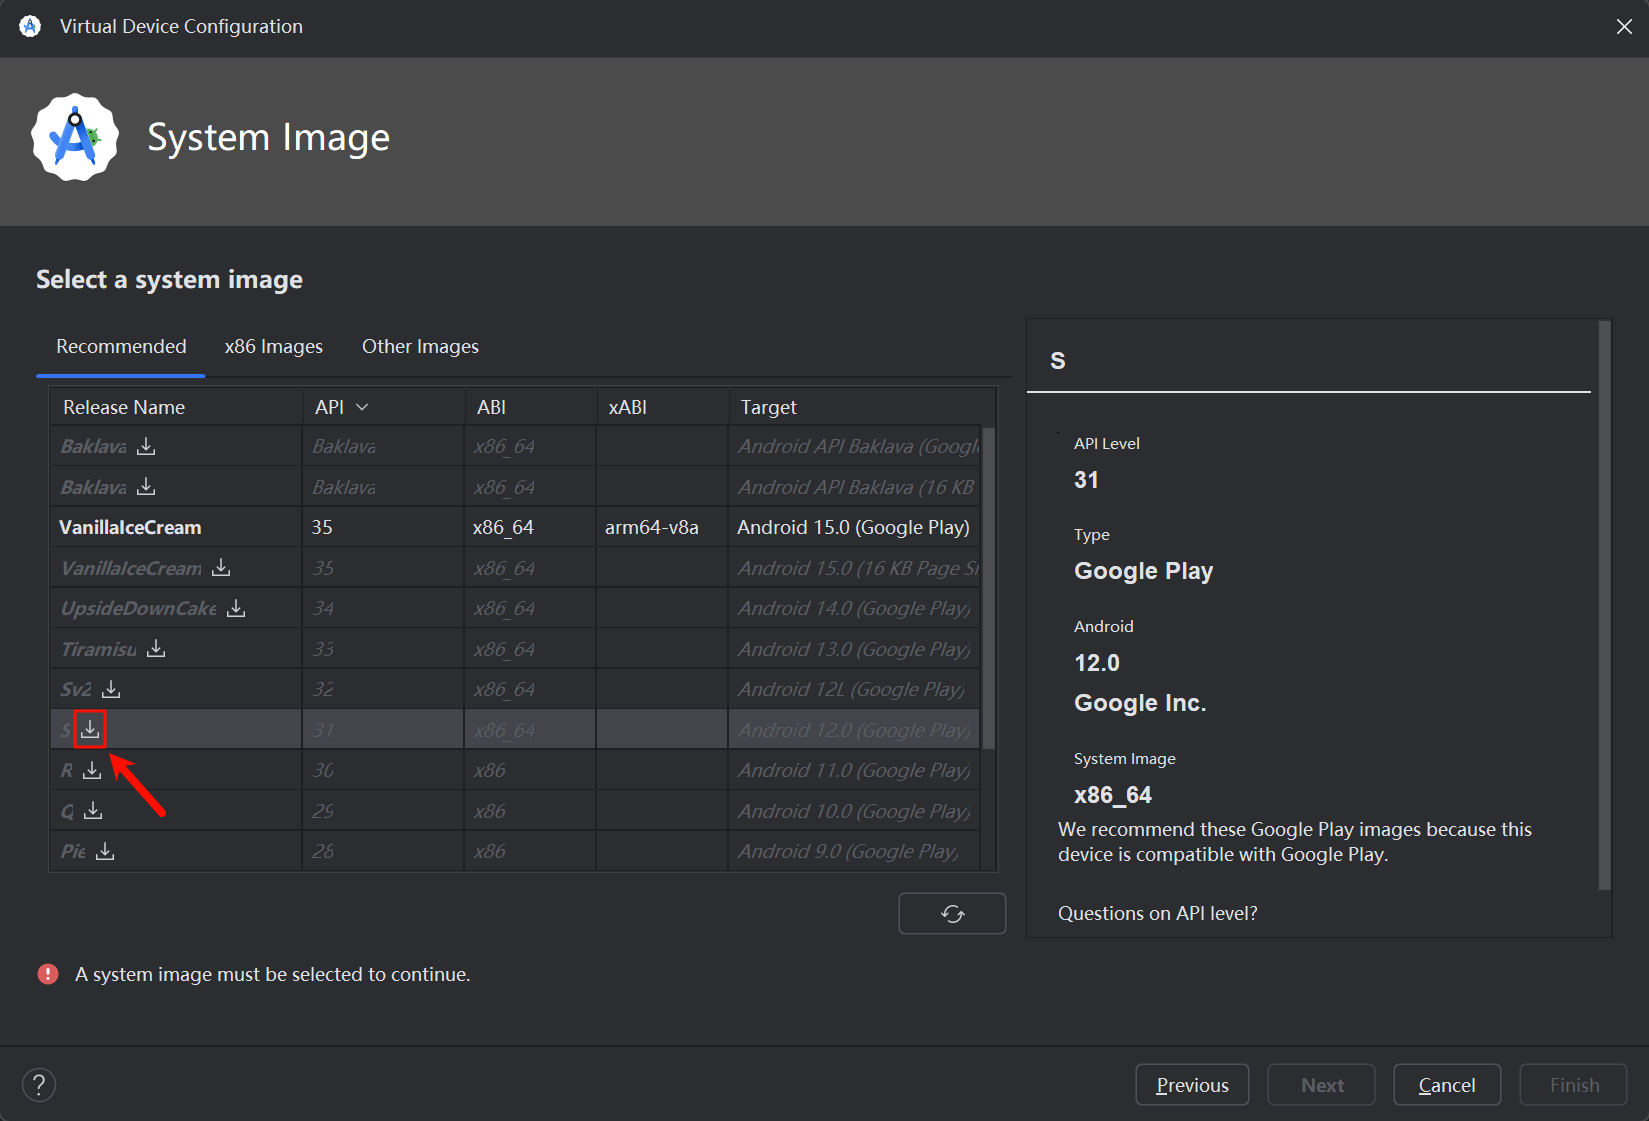 Virtual Device Configuration
System Image
Select a system image
Recommended x86 Images Other Images
Release Name API ABI xABI Target
Baklava Baklava x86_64 Android API Baklava (Googl
Baklava Baklava x86_64 Android API Baklava (16 KB
VanillaIceCream 35 x86_64 arm64-v8a Android 15.0 (Google Play)
VanillaIceCream 35 x86_64 Android 15.0 (16 KB Page Si
UpsideDownCake 34 x86_64 Android 14.0 (Google Play)
Tiramisu 33 x86_64 Android 13.0 (Google Play)
Sv2 32 x86_64 Android 12L (Google Play)
S 31 x86_64 Android 12.0 (Google Play)
R 30 x86 Android 11.0 (Google Play)
Q 29 x86 Android 10.0 (Google Play)
Pie 28 x86 Android 9.0 (Google Play)
S
API Level
31
Type
Google Play
Android
12.0
Google Inc.
System Image
x86_64
We recommend these Google Play images because this
device is compatible with Google Play.
Questions on API level?
A system image must be selected to continue.
? Previous Next Cancel Finish